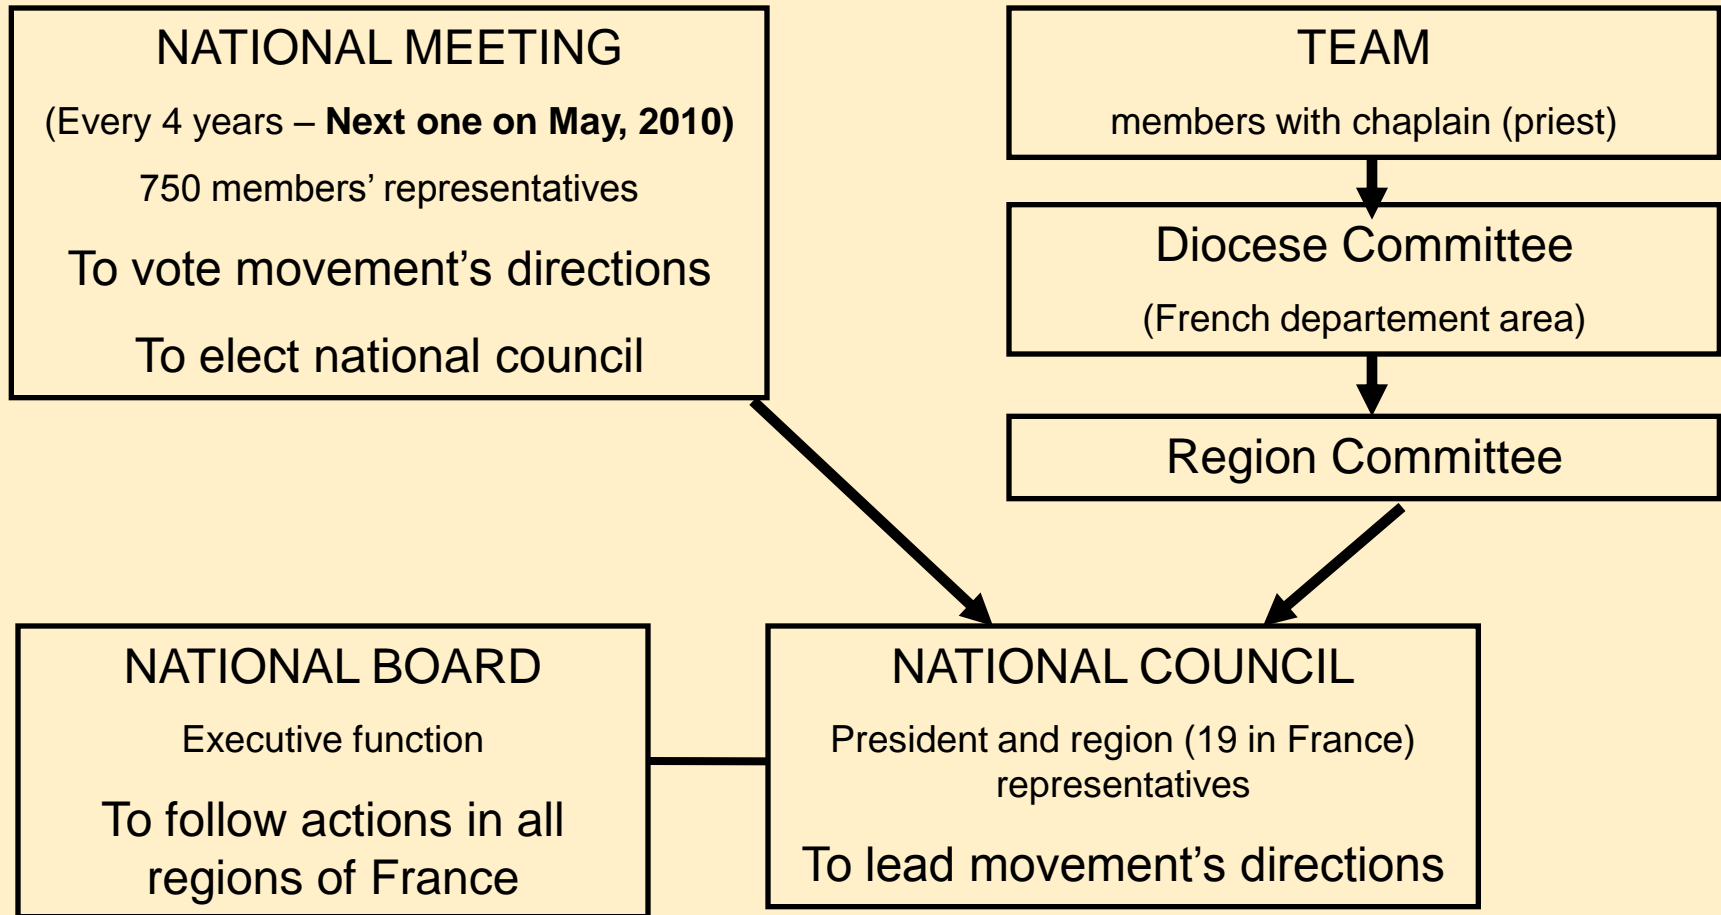 NATIONAL MEETING
(Every 4 years – Next one on May, 2010)
750 members’ representatives
To vote movement’s directions
To elect national council
TEAM
members with chaplain (priest)
Diocese Committee
(French departement area)
Region Committee
NATIONAL BOARD
Executive function
To follow actions in all
regions of France
NATIONAL COUNCIL
President and region (19 in France)
representatives
To lead movement’s directions